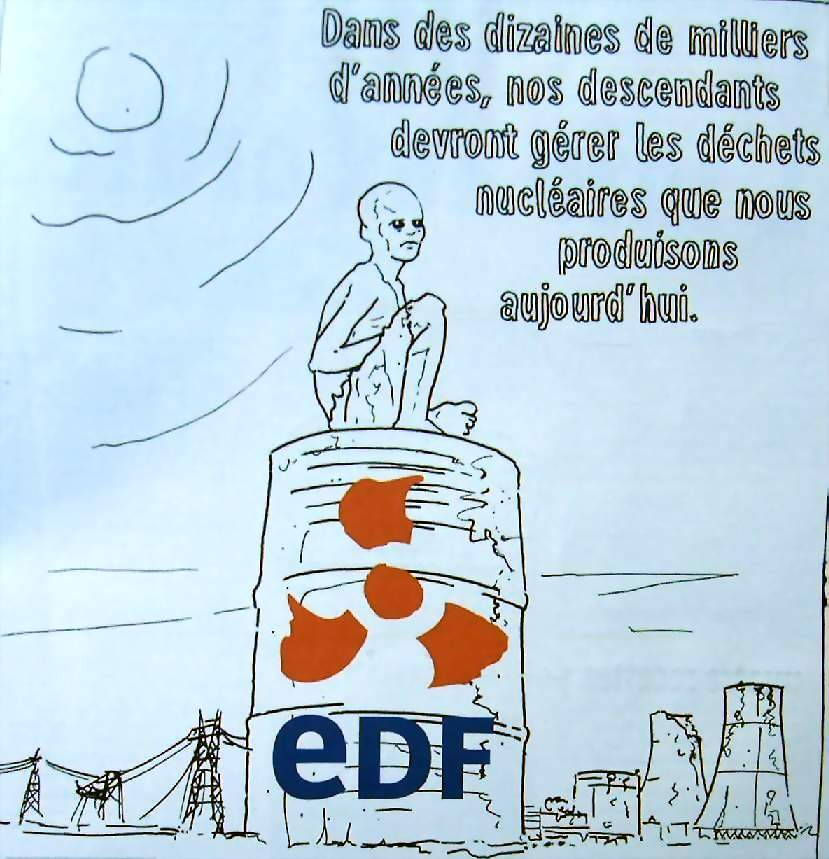 Dans des dizaines de milliers
d'années, nos descendants
devront gérer les déchets
nucléaires que nous
produisons
aujourd'hui.
eDF